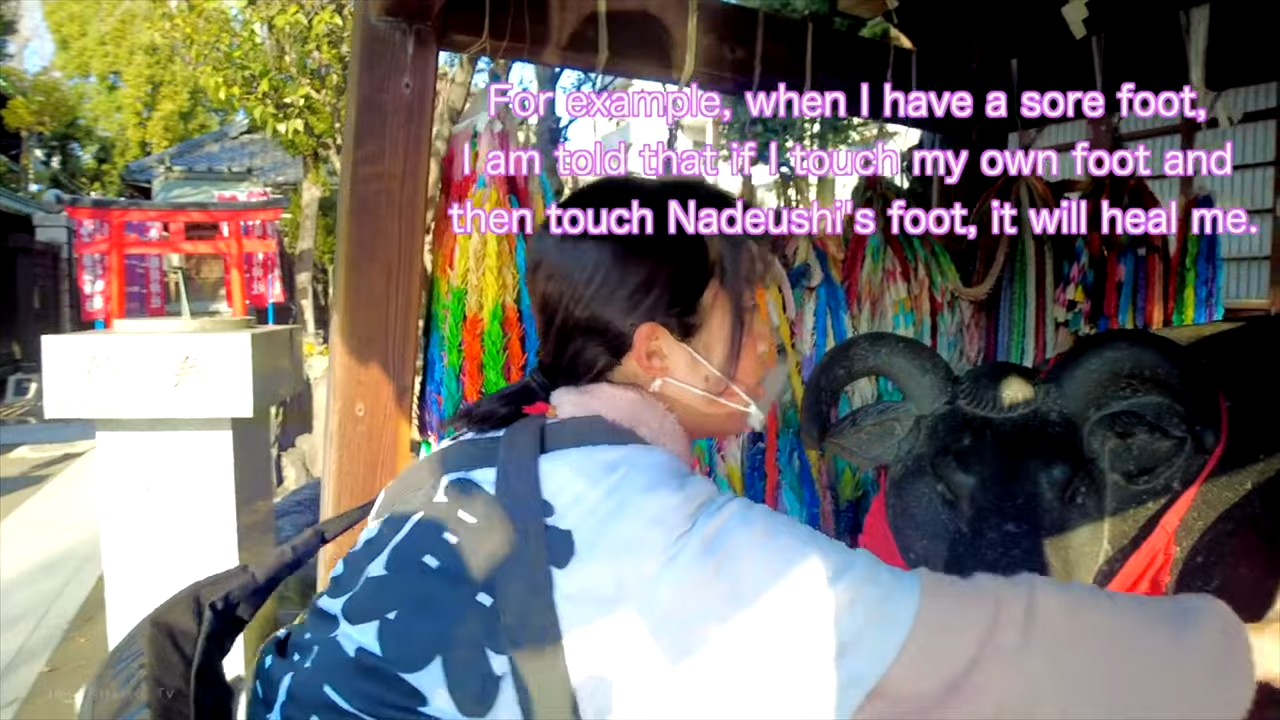 For example, when I have a sore foot,
I am told that if I touch my own foot and
then touch Nadeushi's foot, it will heal me.